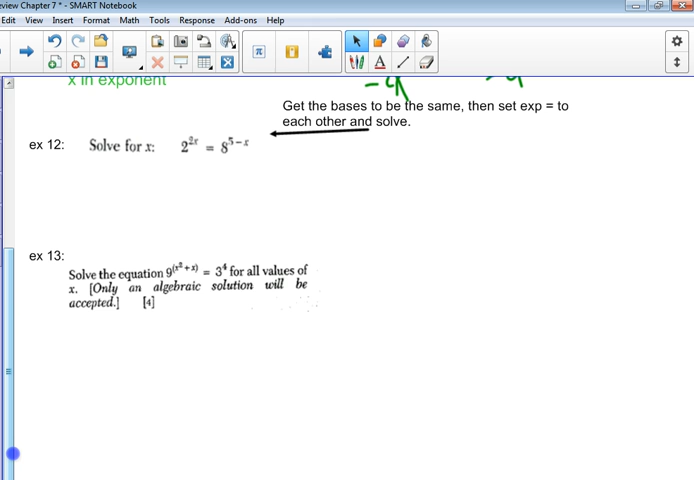 view Chapter 7 * - SMART Notebook
Edit View Insert Format Math Tools Response Add-ons Help
x in exponent
Get the bases to be the same, then set exp = to
each other and solve.
ex 12: Solve for x: 2^{2x} = 8^{5-x}
ex 13:
Solve the equation 9^{(x^2+x)} = 3^4 for all values of
x. [Only an algebraic solution will be
accepted.] [4]